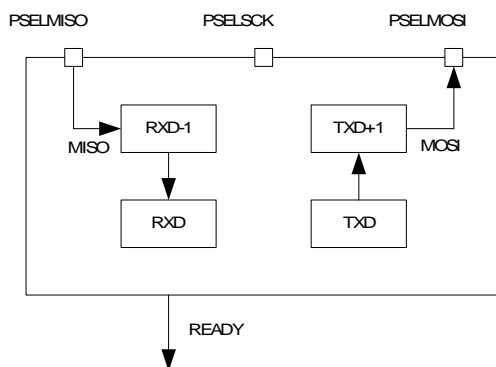 PSELMISO PSELSCK PSELMOSI
RXD-1 TXD+1
MISO MOSI
RXD TXD
READY